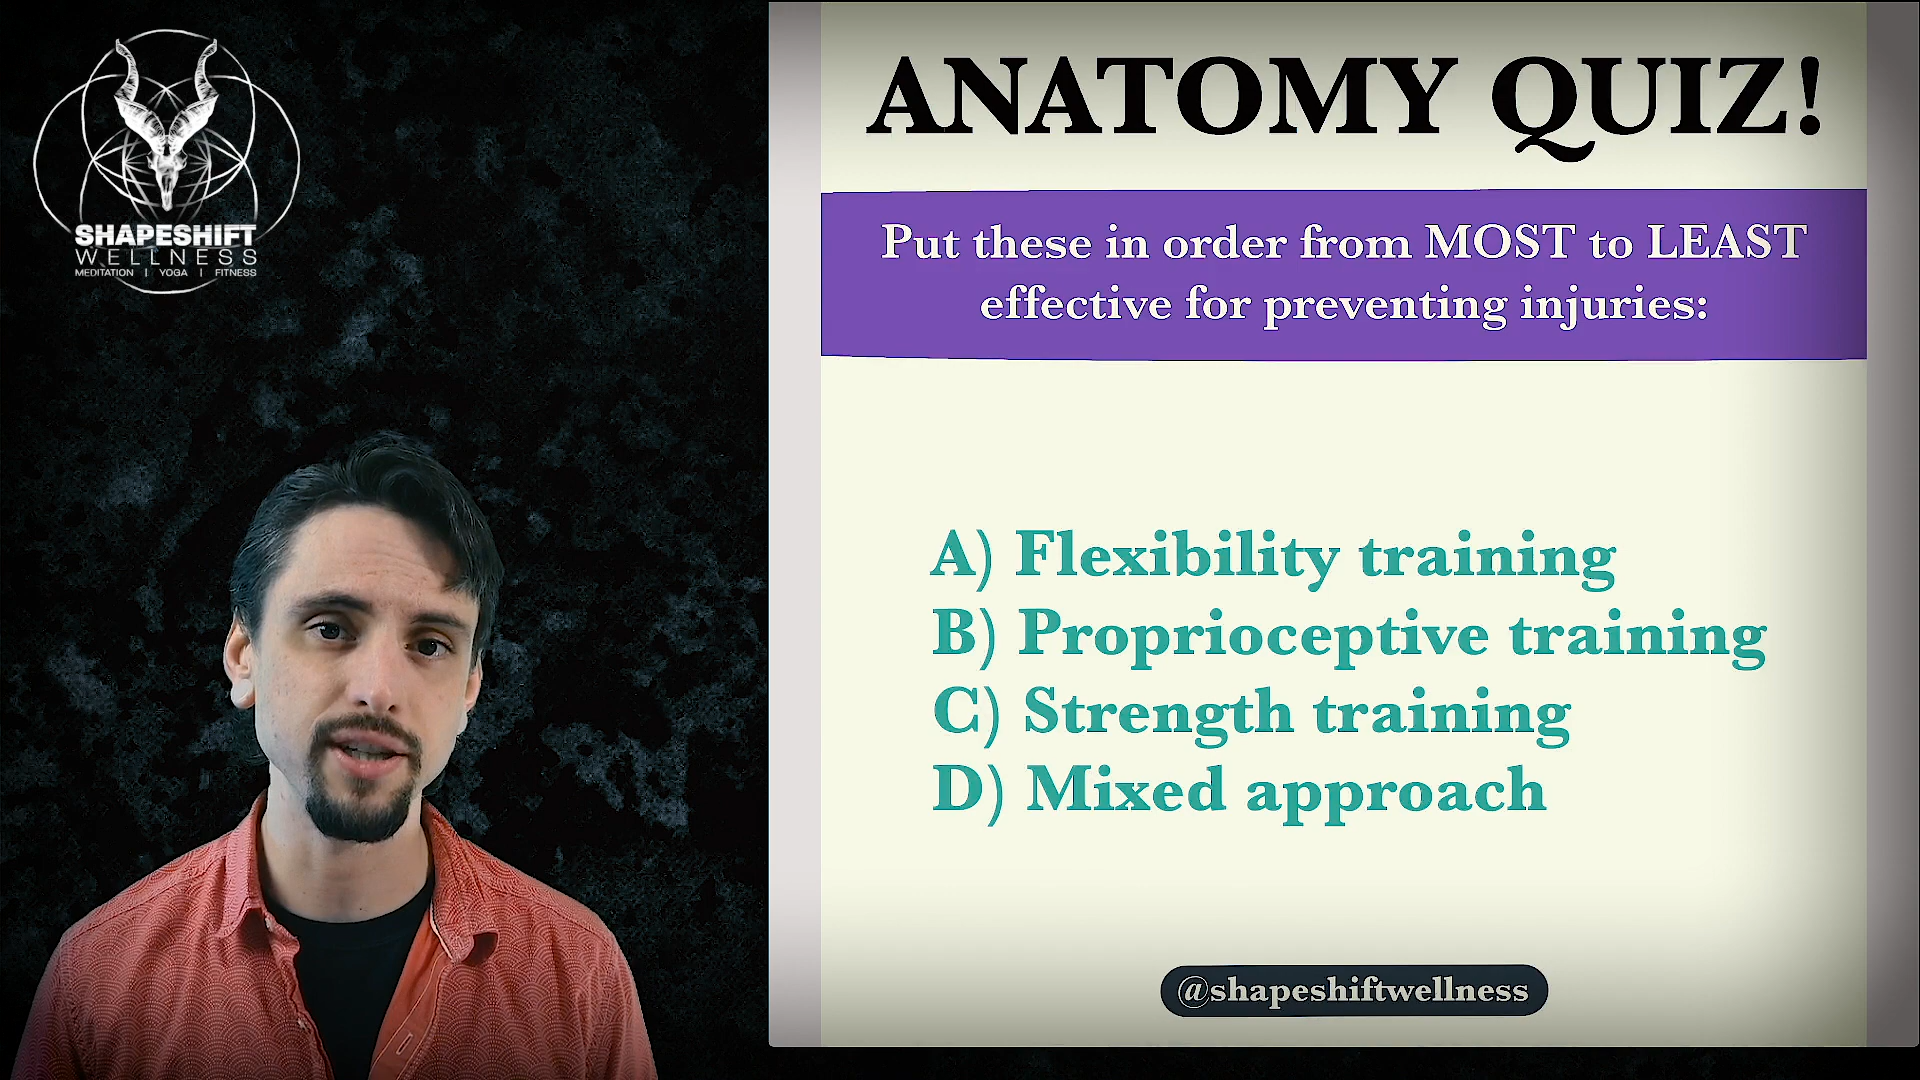 SHAPESHIFT
WELLNESS
MEDITATION | YOGA | FITNESS
ANATOMY QUIZ!
Put these in order from MOST to LEAST
effective for preventing injuries:
A) Flexibility training
B) Proprioceptive training
C) Strength training
D) Mixed approach
@shapeshiftwellness